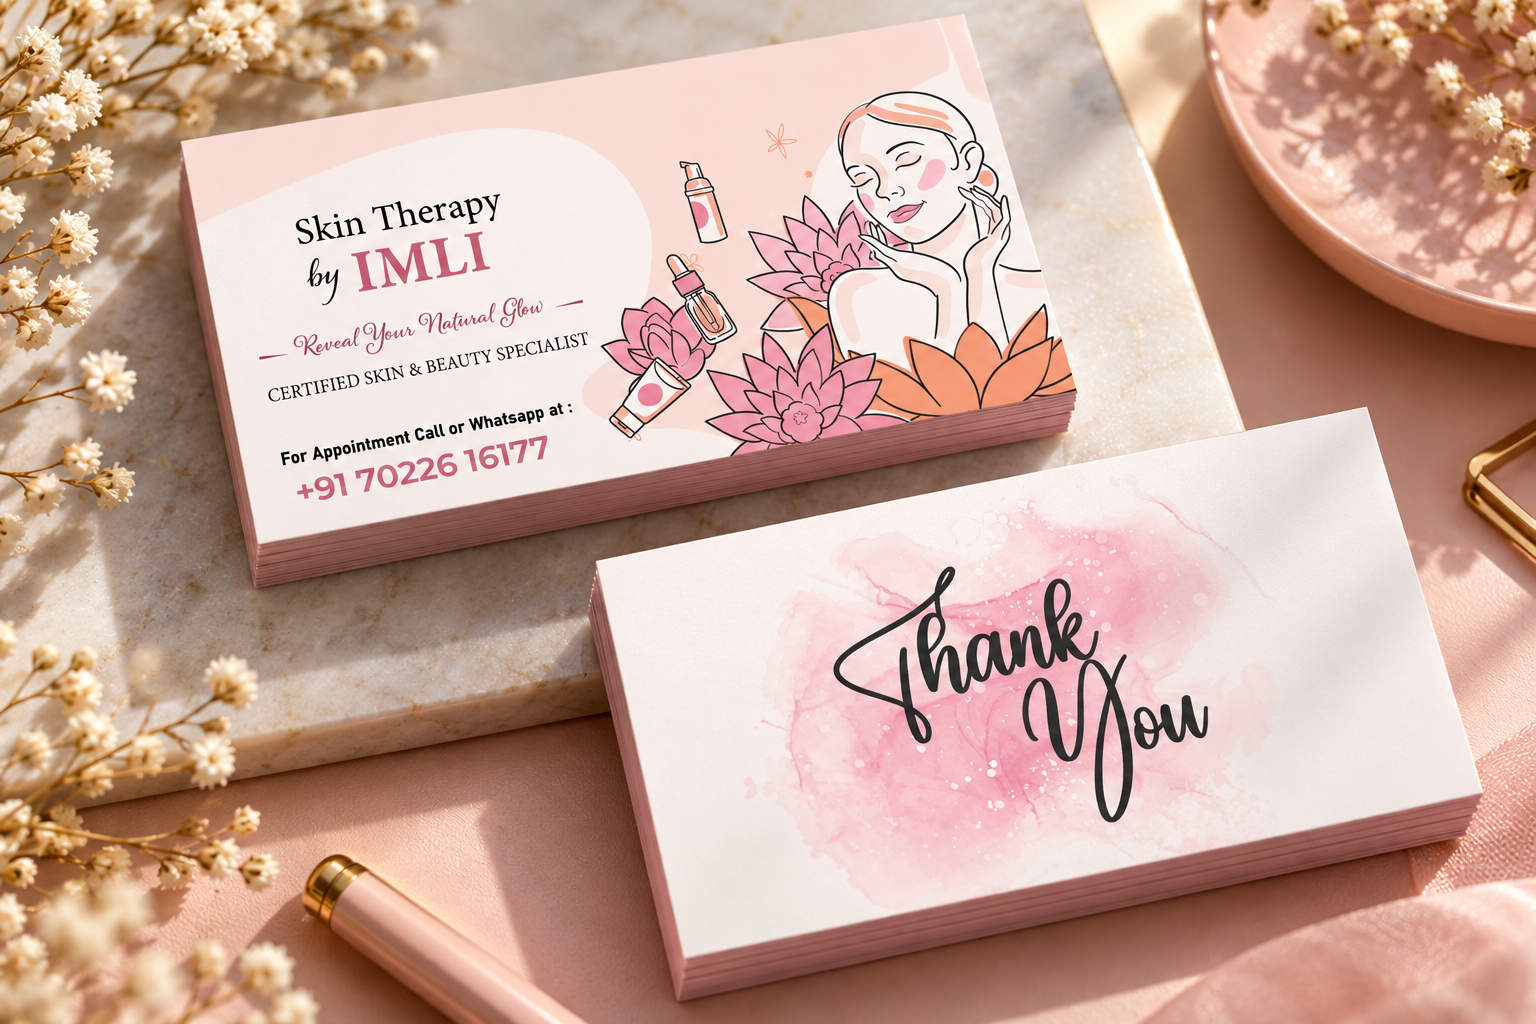 Skin Therapy
by IMLI
Reveal Your Natural Glow
CERTIFIED SKIN & BEAUTY SPECIALIST
For Appointment Call or Whatsapp at :
+91 70226 16177
Thank
You